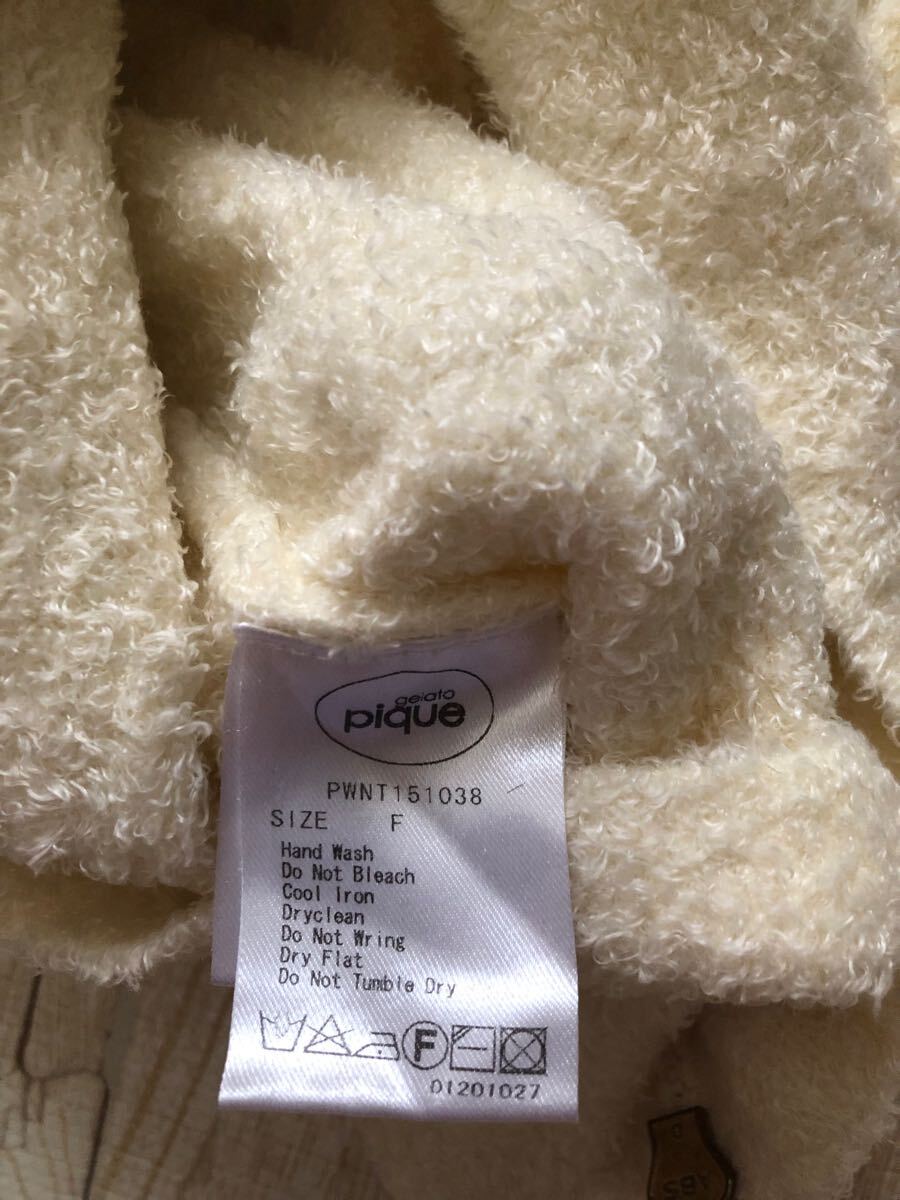 gelato
pique
PWNT151038
SIZE F
Hand Wash
Do Not Bleach
Cool Iron
Dryclean
Do Not Wring
Dry Flat
Do Not Tumble Dry
F
01201027